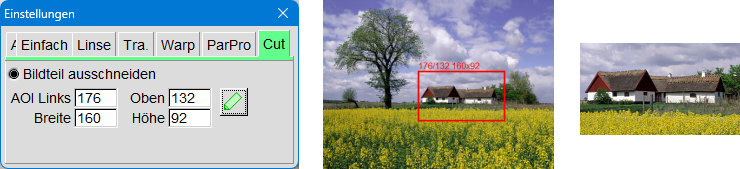 Einstellungen
Einfach Linse Tra. Warp ParPro Cut
Bildteil ausschneiden
AOI Links 176 Oben 132
Breite 160 Höhe 92
176/132 160x92